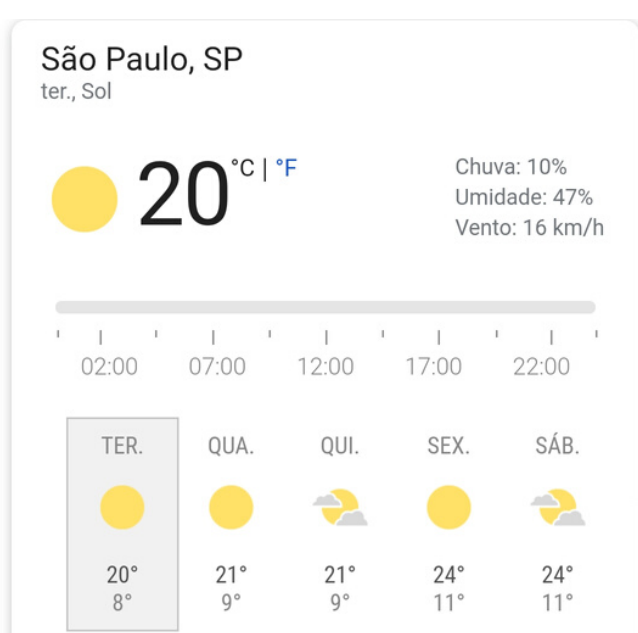 São Paulo, SP
ter., Sol
20 °C | °F
Chuva: 10%
Umidade: 47%
Vento: 16 km/h
02:00 07:00 12:00 17:00 22:00
TER. QUA. QUI. SEX. SÁB.
20° 21° 21° 24° 24°
8° 9° 9° 11° 11°